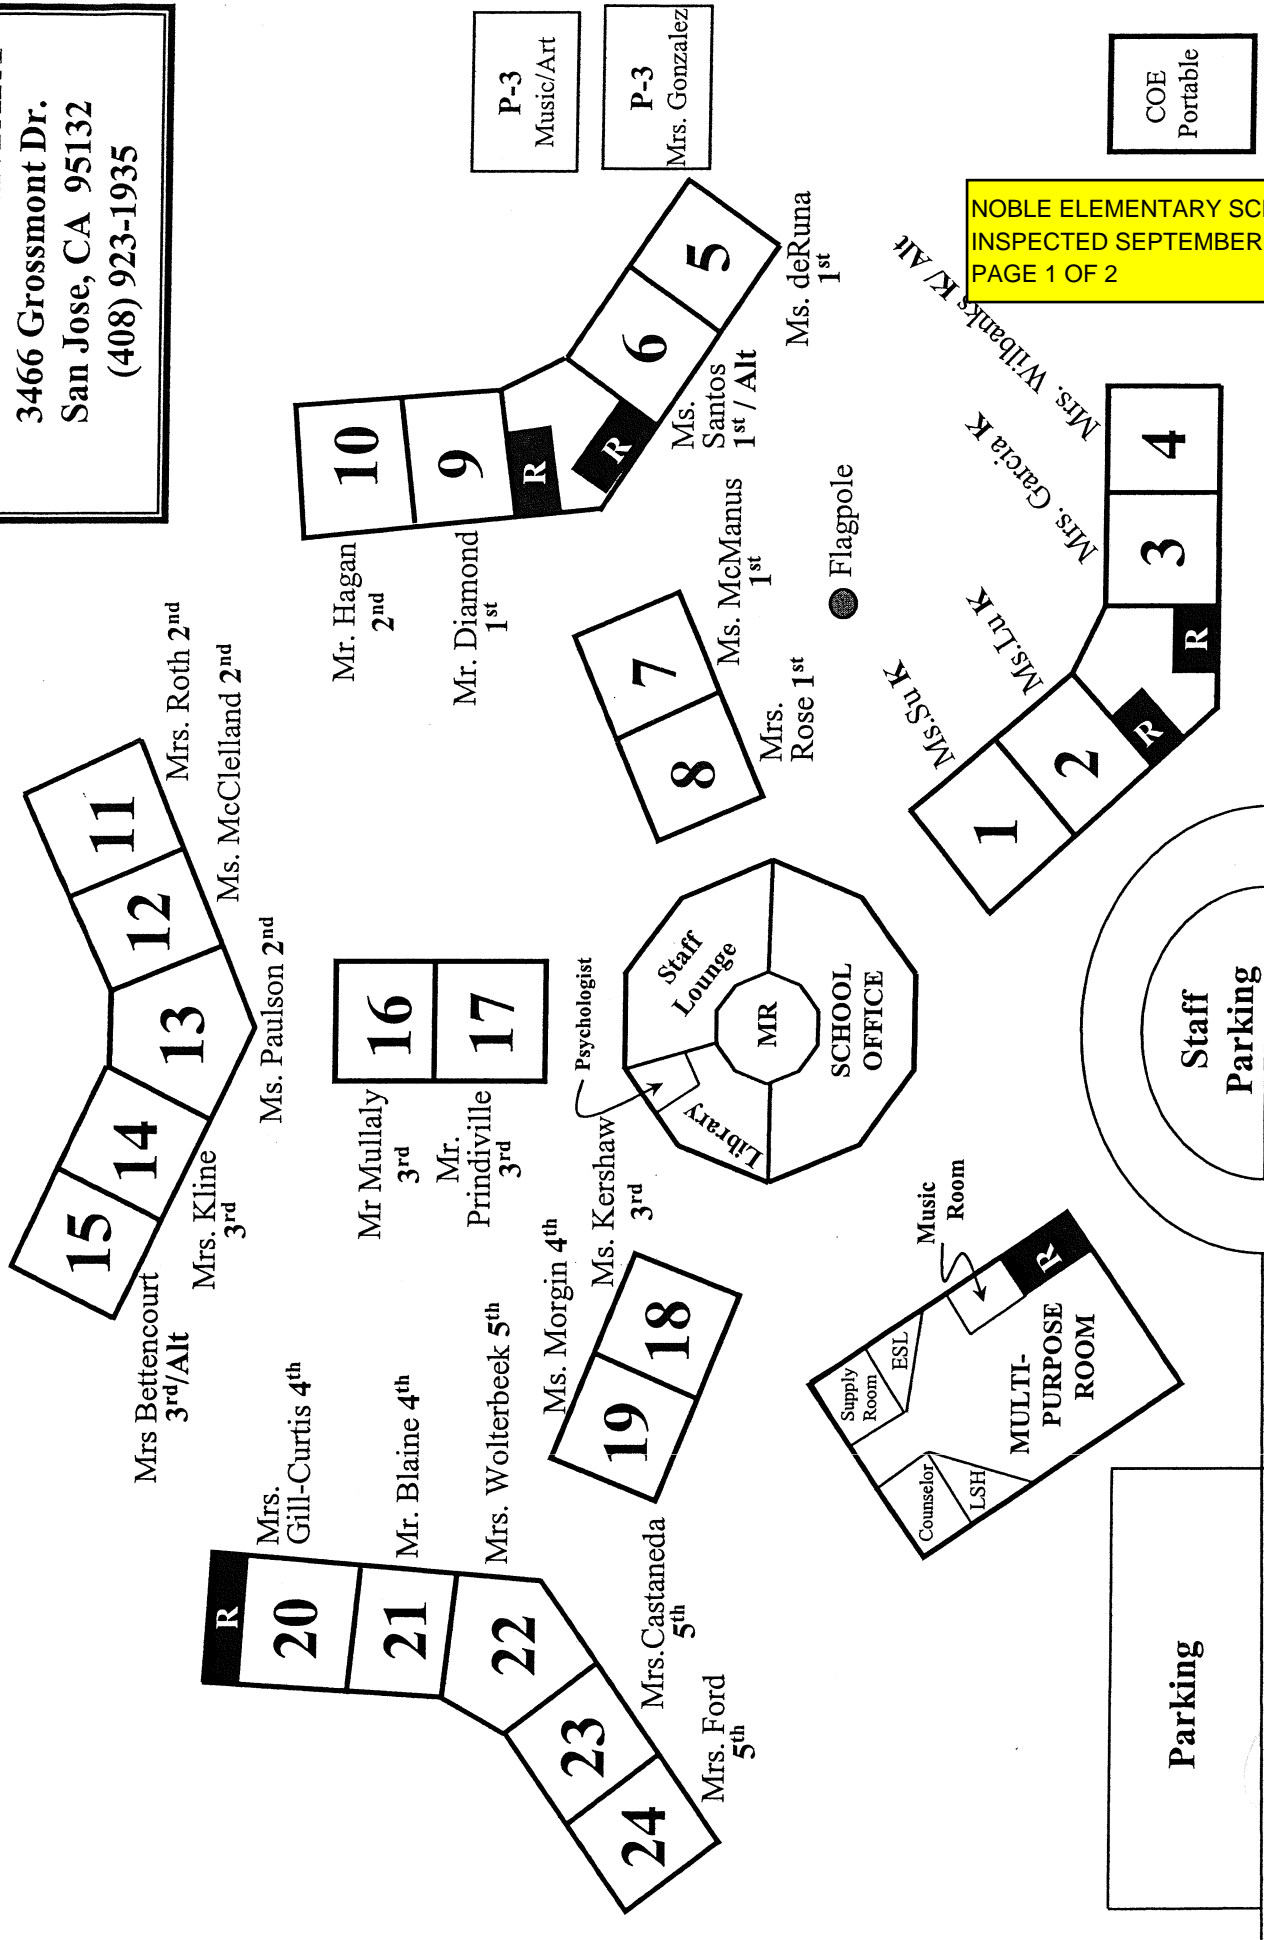 3466 Grossmont Dr.
San Jose, CA 95132
(408) 923-1935
NOBLE ELEMENTARY
INSPECTED SEPTEMBER
PAGE 1 OF 2
P-3
Music/Art
P-3
Mrs. Gonzalez
COE
Portable
11
12
13
14
15
Mrs. Roth 2nd
Ms. McClelland 2nd
Ms. Paulson 2nd
Mrs. Kline
3rd
Mrs Bettencourt
3rd/Alt
10
9
R
R
6
5
Mr. Hagan
2nd
Mr. Diamond
1st
Ms.
Santos
1st / Alt
Ms. deRuna
1st
16
17
Mr Mullaly
3rd
Mr.
Prindiville
3rd
R
20
21
22
23
24
Mrs.
Gill-Curtis 4th
Mr. Blaine 4th
Mrs. Wolterbeek 5th
Mrs.Castaneda
5th
Mrs. Ford
5th
19
18
Ms. Morgin 4th
Ms. Kershaw
3rd
8
7
Ms. McManus
1st
Mrs.
Rose 1st
Flagpole
Psychologist
Staff
Lounge
Library
MR
SCHOOL
OFFICE
Music
Room
Supply
Room
ESL
Counselor
LSH
MULTI-
PURPOSE
ROOM
R
1
2
R
R
3
4
Ms.Su K
Ms.Lu K
Mrs. Garcia K
Mrs. Wilbanks K/ Alt
Parking
Staff
Parking